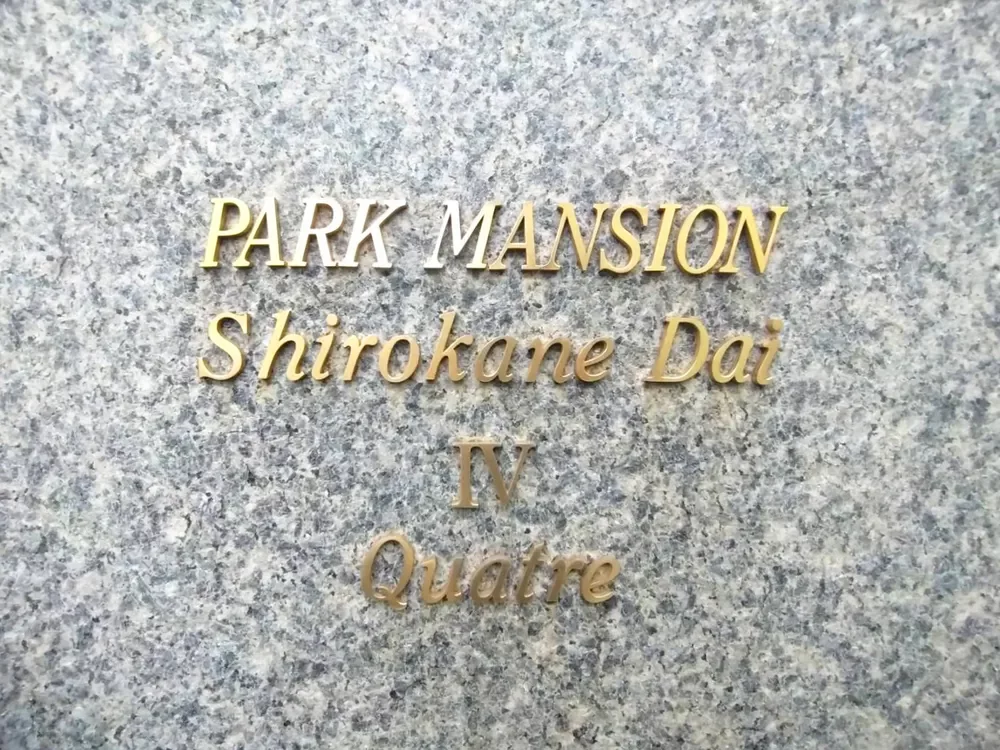 PARK MANSION
Shirokane Dai
IV
Quatre